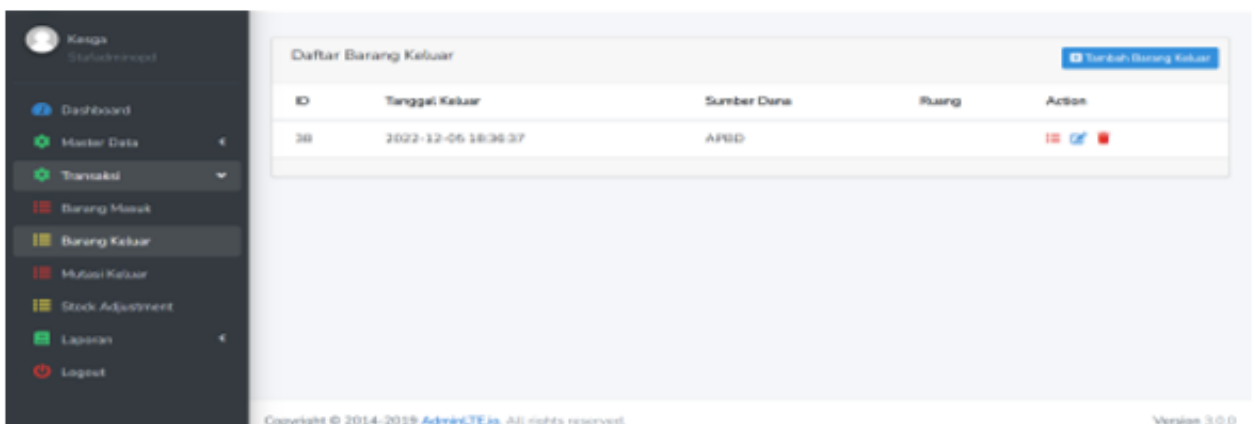 Kesga
Stafadminopd
Dashboard
Master Data
Transaksi
Barang Masuk
Barang Keluar
Mutasi Keluar
Stock Adjustment
Laporan
Logout
Daftar Barang Keluar
Tambah Barang Keluar
ID Tanggal Keluar Sumber Dana Ruang Action
38 2022-12-05 18:36:37 APBD
Copyright © 2014-2019 AdminLTE.io. All rights reserved.
Version 3.0.0